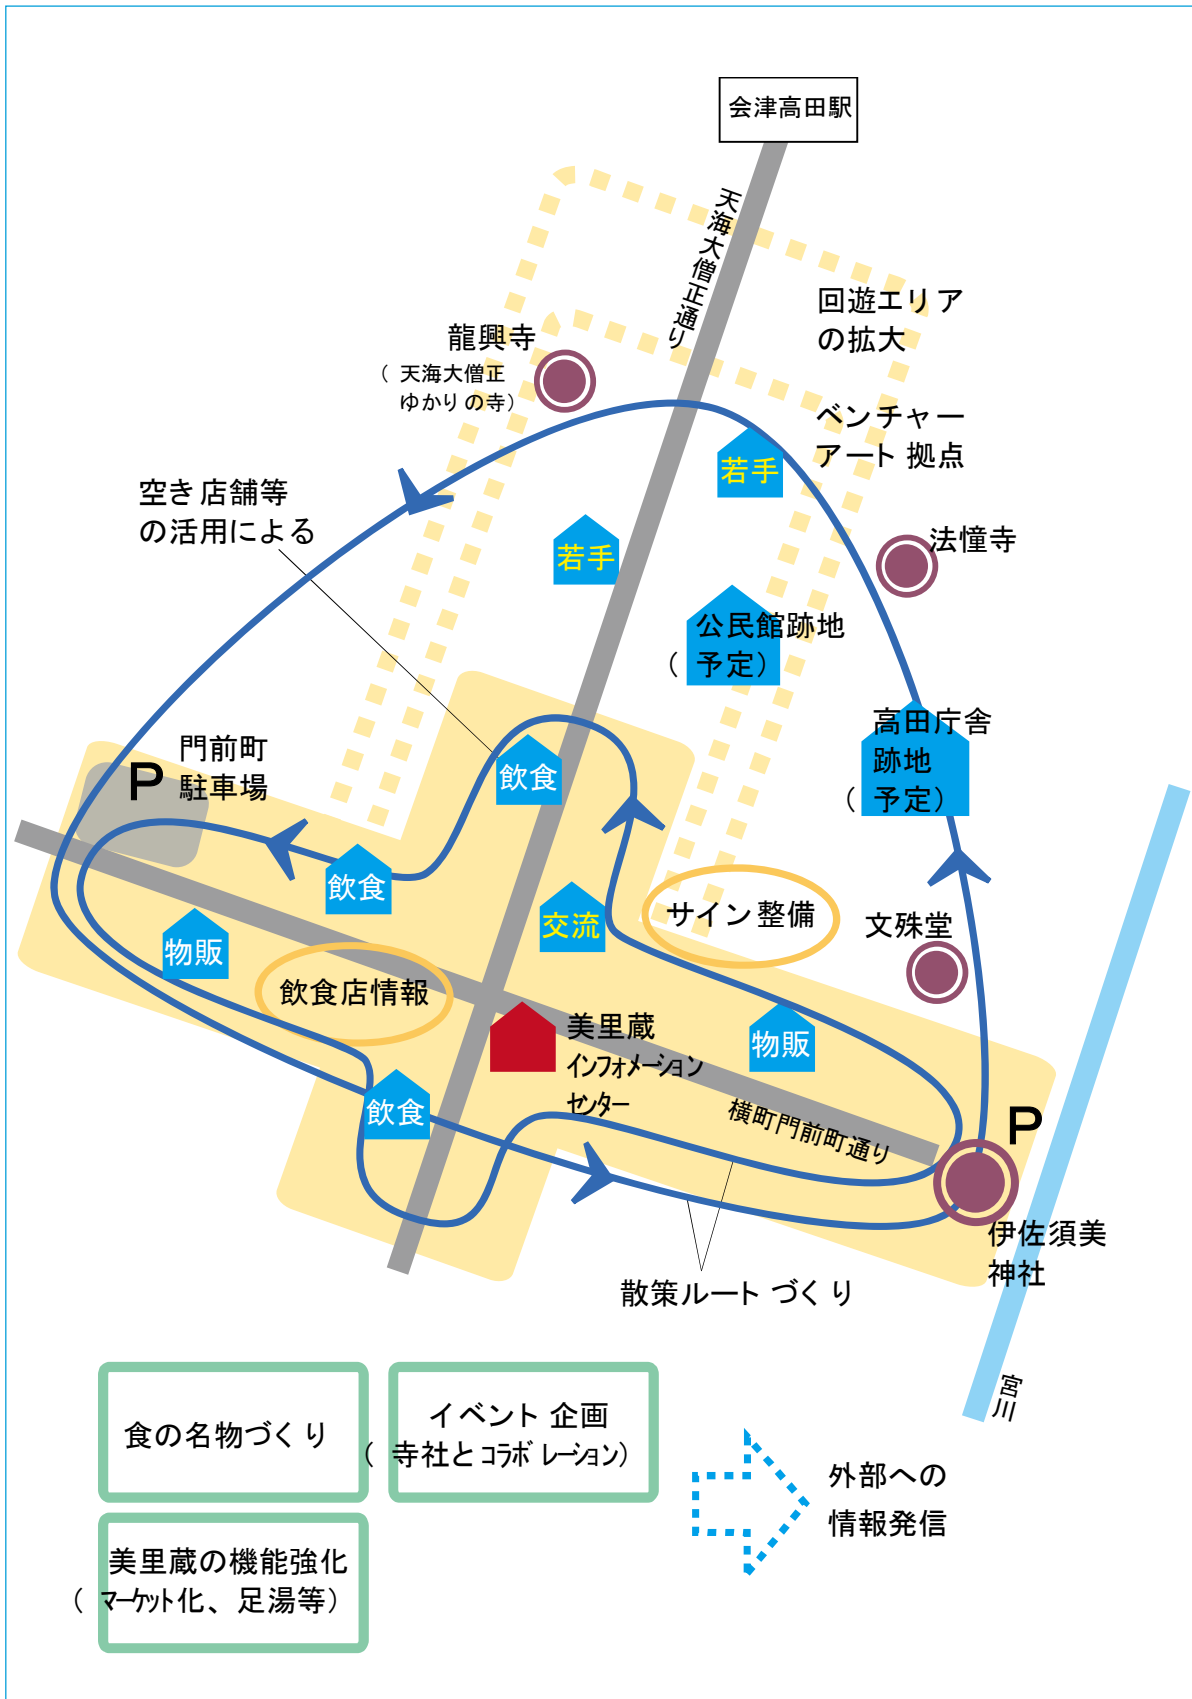 会津高田駅
天海大僧正通り
回遊エリア
の拡大
龍興寺
（天海大僧正
ゆかりの寺）
ベンチャー
アート拠点
若手
空き店舗等
の活用による
若手
法憧寺
公民館跡地
（予定）
高田庁舎
跡地
（予定）
門前町
P
駐車場
飲食
飲食
交流
サイン整備
文殊堂
物販
飲食店情報
美里蔵
インフォメーション
センター
物販
飲食
横町門前町通り
P
伊佐須美
神社
散策ルートづくり
宮川
食の名物づくり
イベント企画
（寺社とコラボレーション）
外部への
情報発信
美里蔵の機能強化
（マーケット化、足湯等）